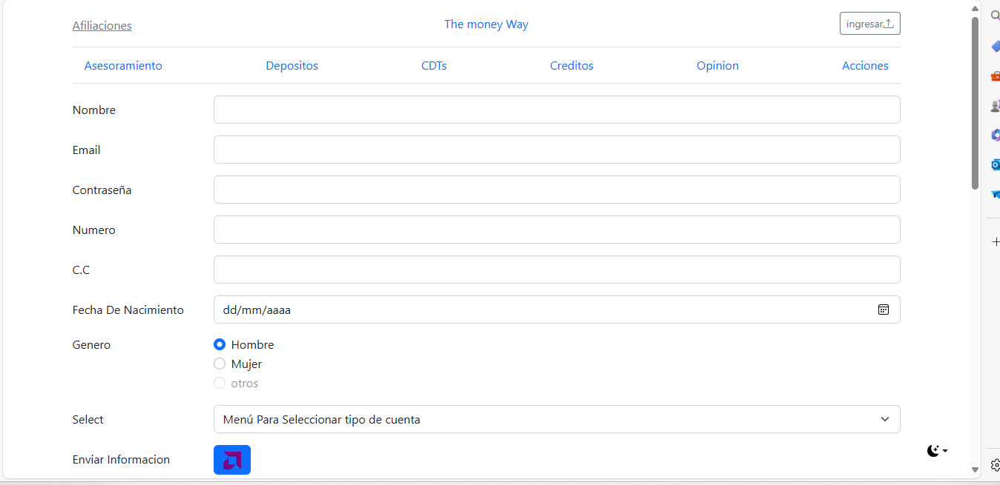 Afiliaciones The money Way ingresar
Asesoramiento Depositos CDTs Creditos Opinion Acciones
Nombre
Email
Contraseña
Numero
C.C
Fecha De Nacimiento dd/mm/aaaa
Genero Hombre
Mujer
otros
Select Menú Para Seleccionar tipo de cuenta
Enviar Informacion